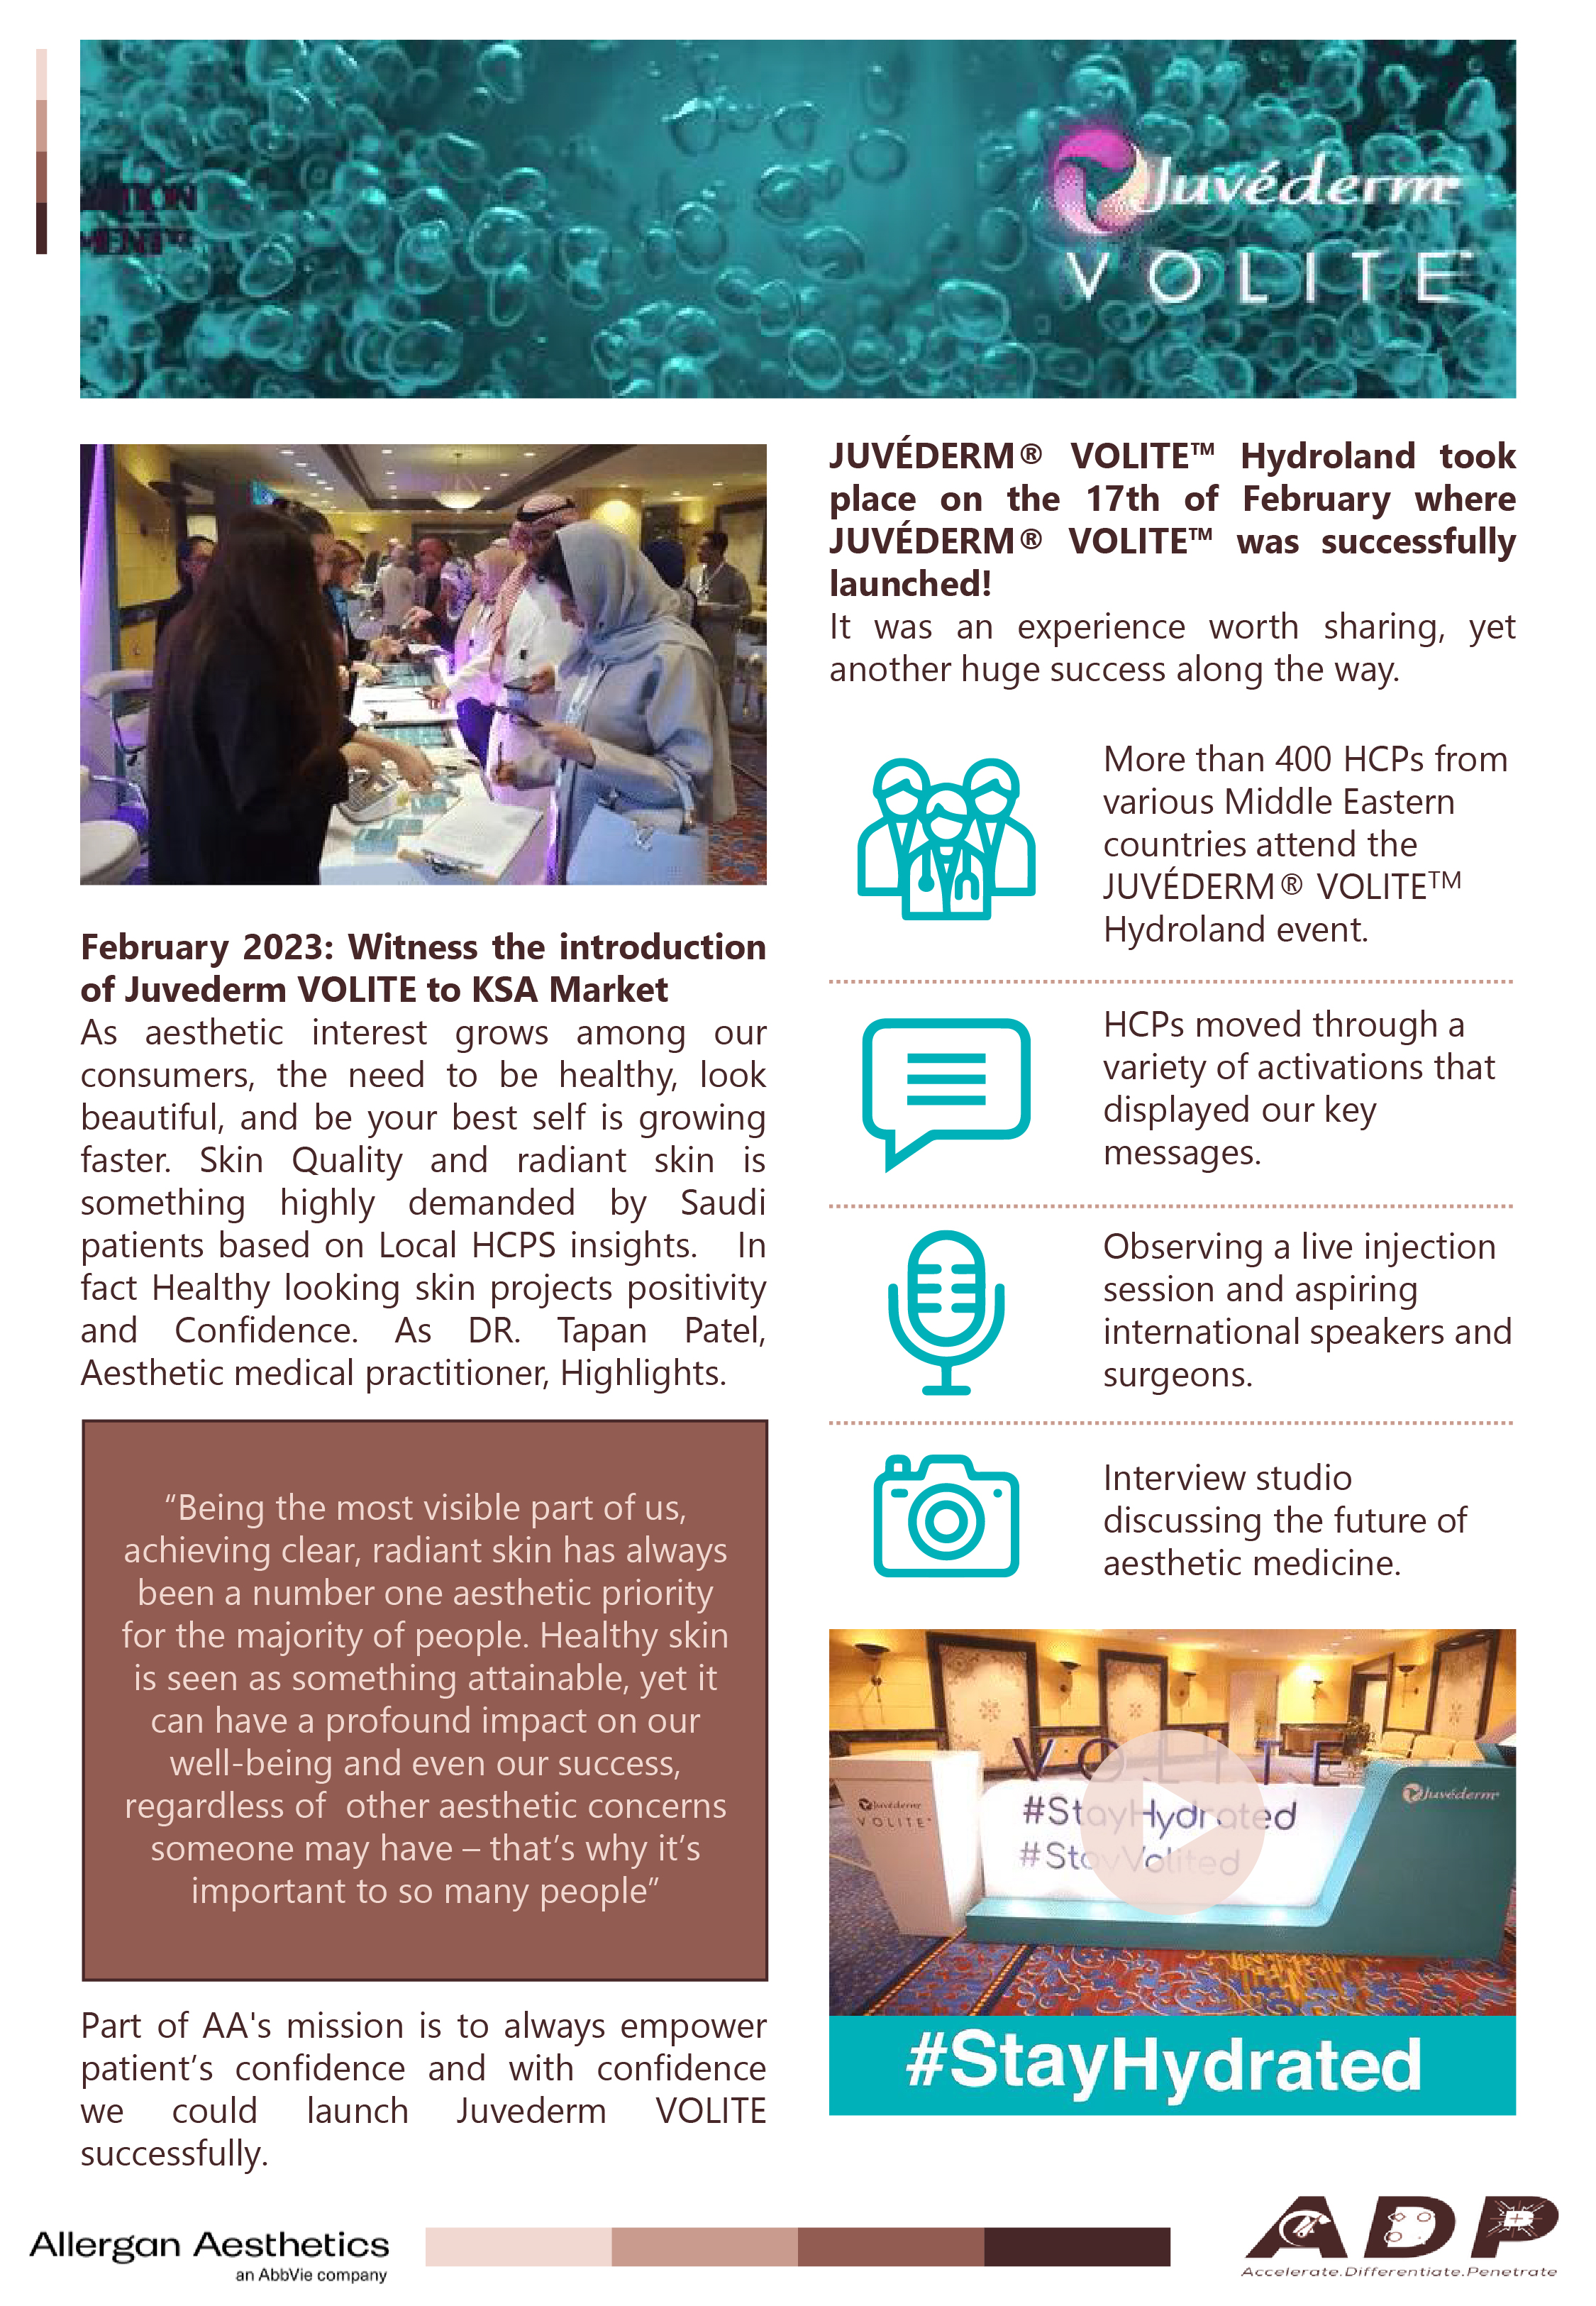 Juvéderm®
VOLITE™
JUVÉDERM® VOLITE™ Hydroland took
place on the 17th of February where
JUVÉDERM® VOLITE™ was successfully
launched!
It was an experience worth sharing, yet
another huge success along the way.
More than 400 HCPs from
various Middle Eastern
countries attend the
JUVÉDERM® VOLITE™
Hydroland event.
HCPs moved through a
variety of activations that
displayed our key
messages.
Observing a live injection
session and aspiring
international speakers and
surgeons.
Interview studio
discussing the future of
aesthetic medicine.
February 2023: Witness the introduction
of Juvederm VOLITE to KSA Market
As aesthetic interest grows among our
consumers, the need to be healthy, look
beautiful, and be your best self is growing
faster. Skin Quality and radiant skin is
something highly demanded by Saudi
patients based on Local HCPS insights. In
fact Healthy looking skin projects positivity
and Confidence. As DR. Tapan Patel,
Aesthetic medical practitioner, Highlights.
“Being the most visible part of us,
achieving clear, radiant skin has always
been a number one aesthetic priority
for the majority of people. Healthy skin
is seen as something attainable, yet it
can have a profound impact on our
well-being and even our success,
regardless of other aesthetic concerns
someone may have – that’s why it’s
important to so many people”
Part of AA's mission is to always empower
patient’s confidence and with confidence
we could launch Juvederm VOLITE
successfully.
VOLITE
Juvéderm
VOLITE
#StayHydrated
#StayVolited
Juvéderm
#StayHydrated
Allergan Aesthetics
an AbbVie company
ADP
Accelerate.Differentiate.Penetrate